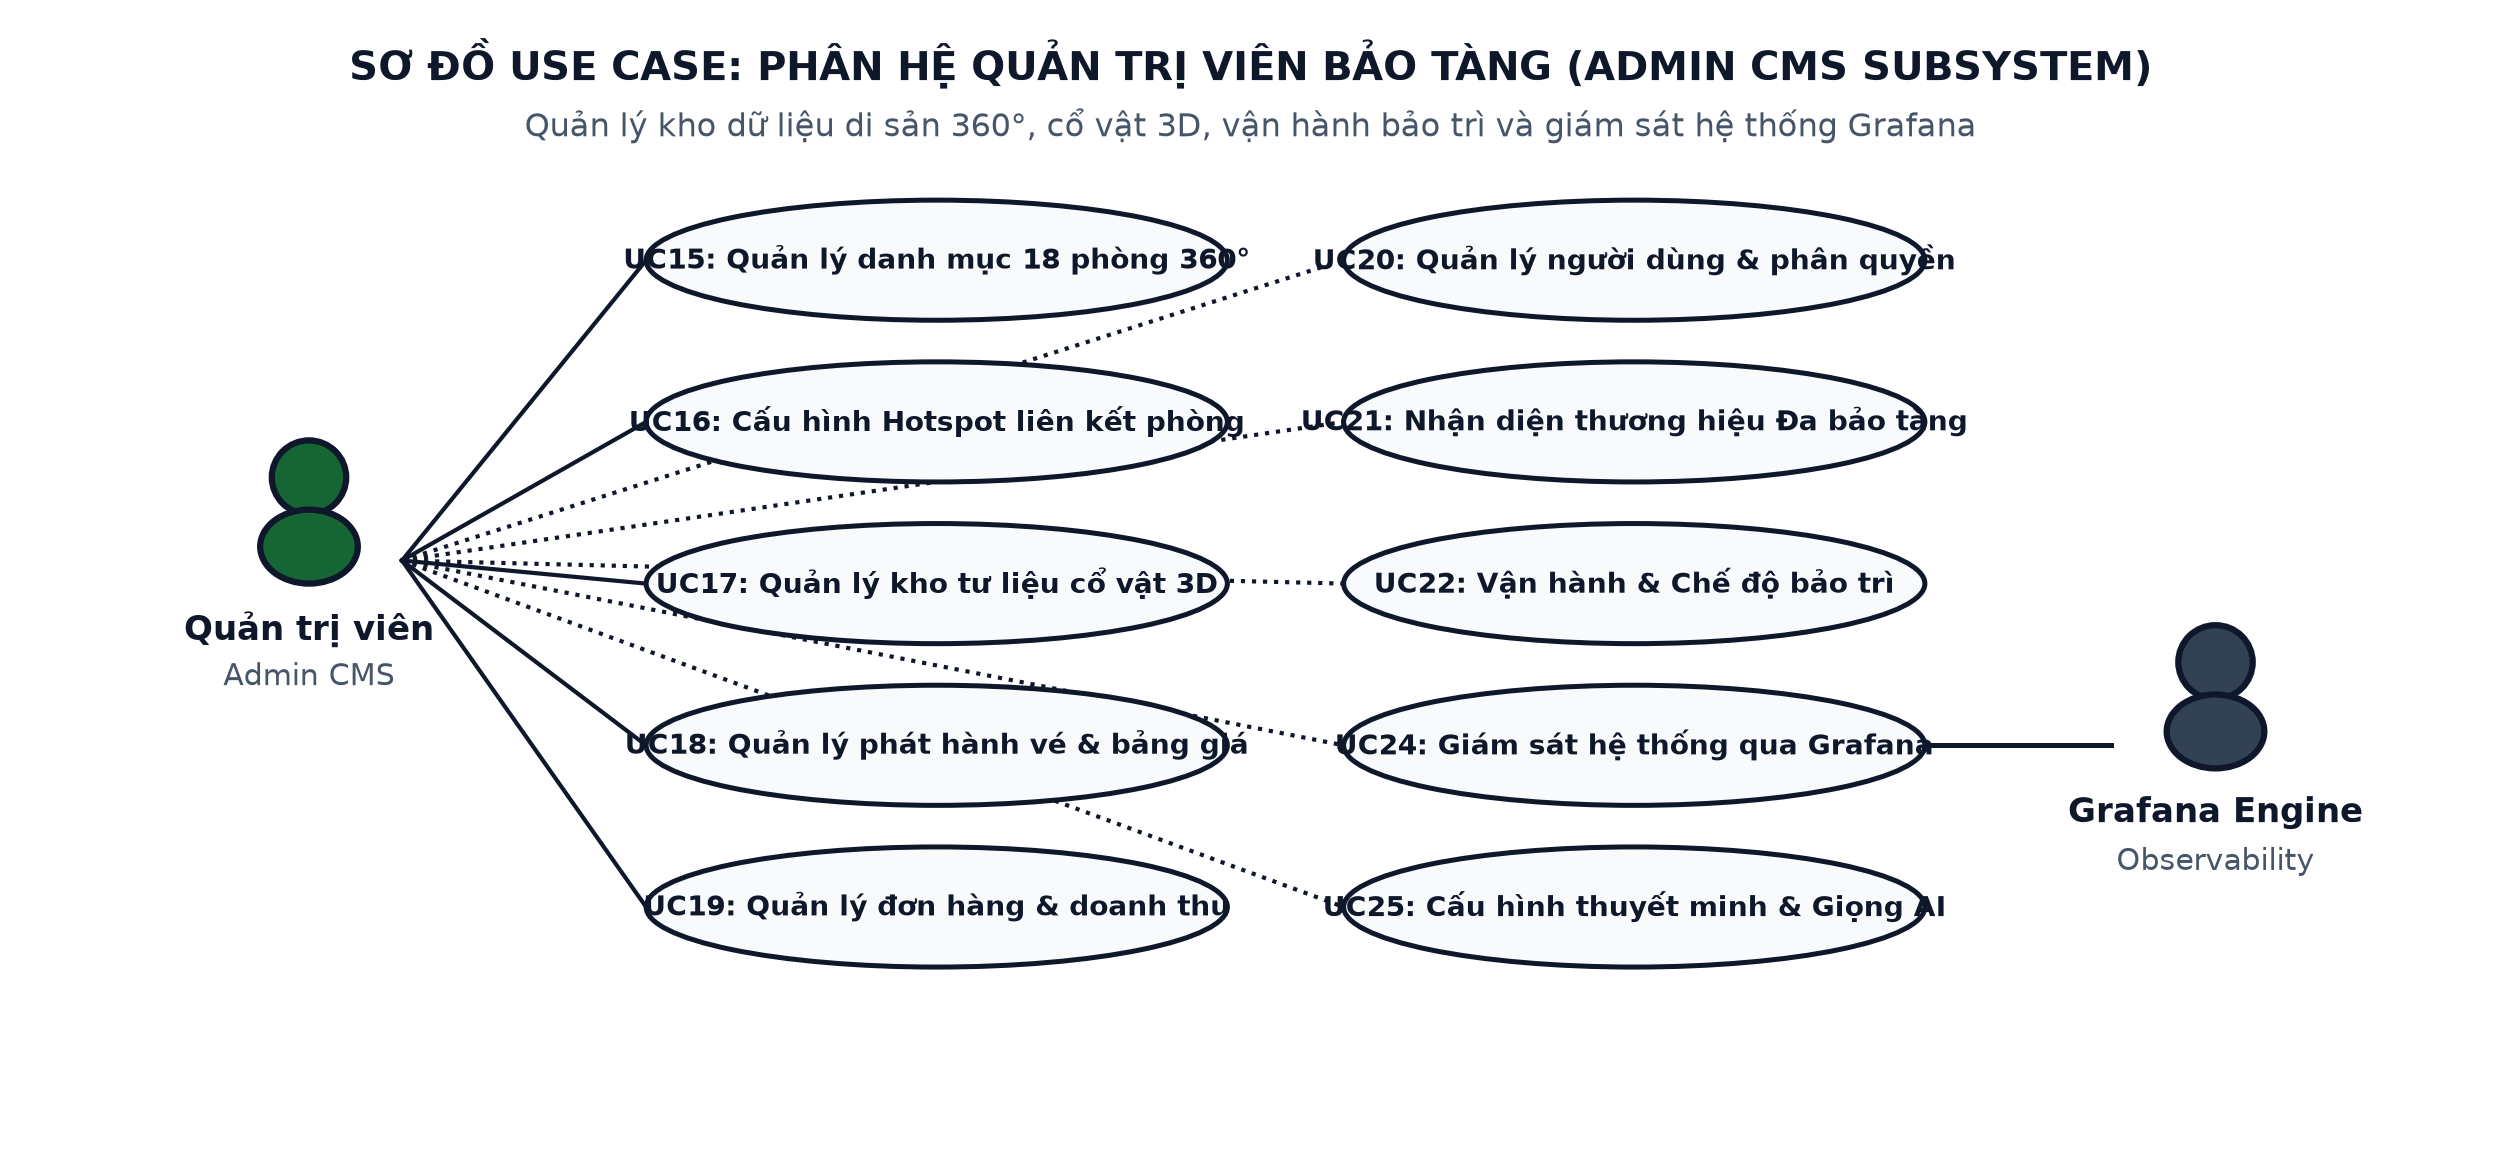 SƠ ĐỒ USE CASE: PHÂN HỆ QUẢN TRỊ VIÊN BẢO TÀNG (ADMIN CMS SUBSYSTEM)
Quản lý kho dữ liệu di sản 360°, cổ vật 3D, vận hành bảo trì và giám sát hệ thống Grafana
UC15: Quản lý danh mục 18 phòng 360°
UC20: Quản lý người dùng & phân quyền
UC16: Cấu hình Hotspot liên kết phòng
UC21: Nhận diện thương hiệu Đa bảo tàng
UC17: Quản lý kho tư liệu cổ vật 3D
UC22: Vận hành & Chế độ bảo trì
Quản trị viên
Admin CMS
UC18: Quản lý phát hành vé & bảng giá
UC24: Giám sát hệ thống qua Grafana
Grafana Engine
Observability
UC19: Quản lý đơn hàng & doanh thu
UC25: Cấu hình thuyết minh & Giọng AI